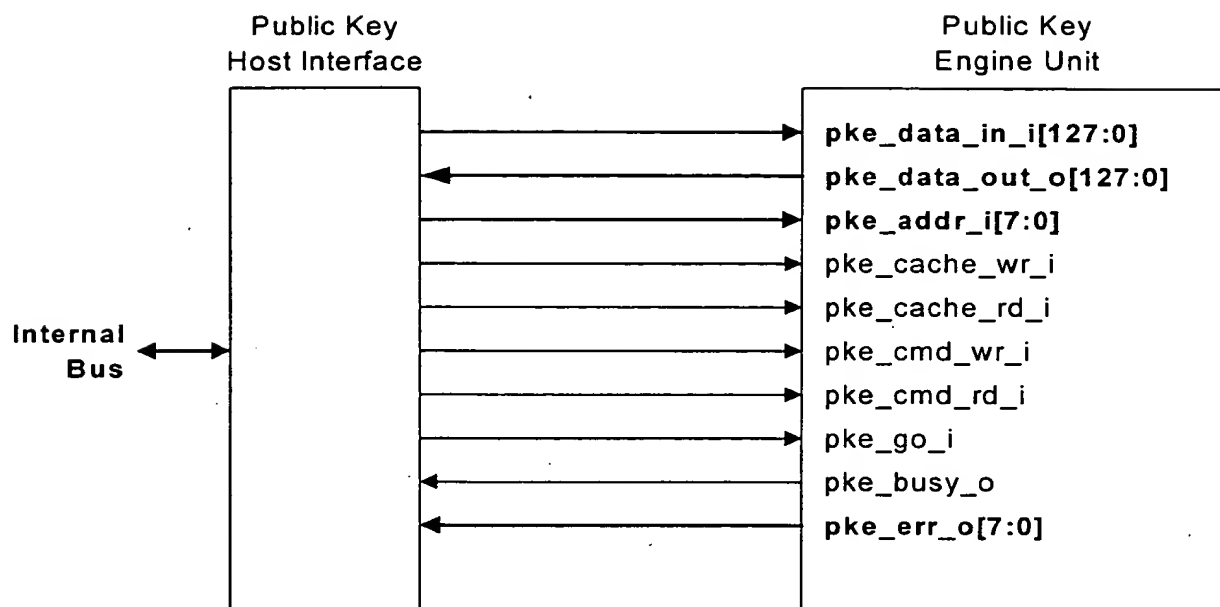 Public Key
Host Interface
Public Key
Engine Unit
pke_data_in_i[127:0]
pke_data_out_o[127:0]
pke_addr_i[7:0]
pke_cache_wr_i
pke_cache_rd_i
Internal
Bus
pke_cmd_wr_i
pke_cmd_rd_i
pke_go_i
pke_busy_o
pke_err_o[7:0]